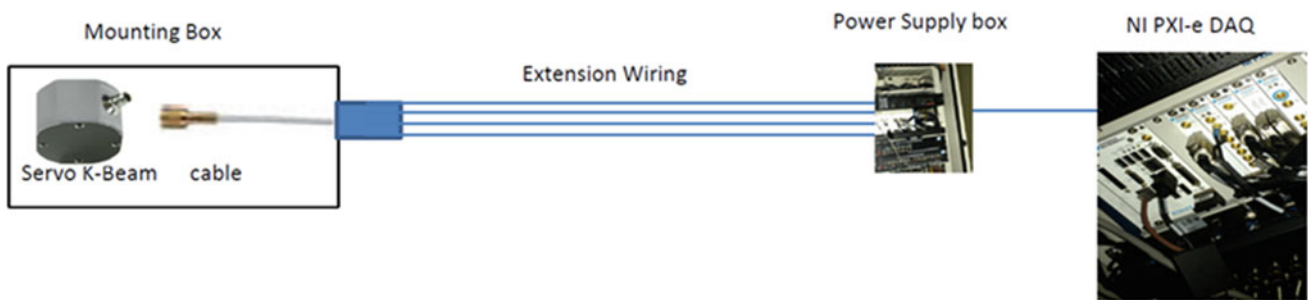 Mounting Box
Power Supply box
NI PXI-e DAQ
Extension Wiring
Servo K-Beam
cable